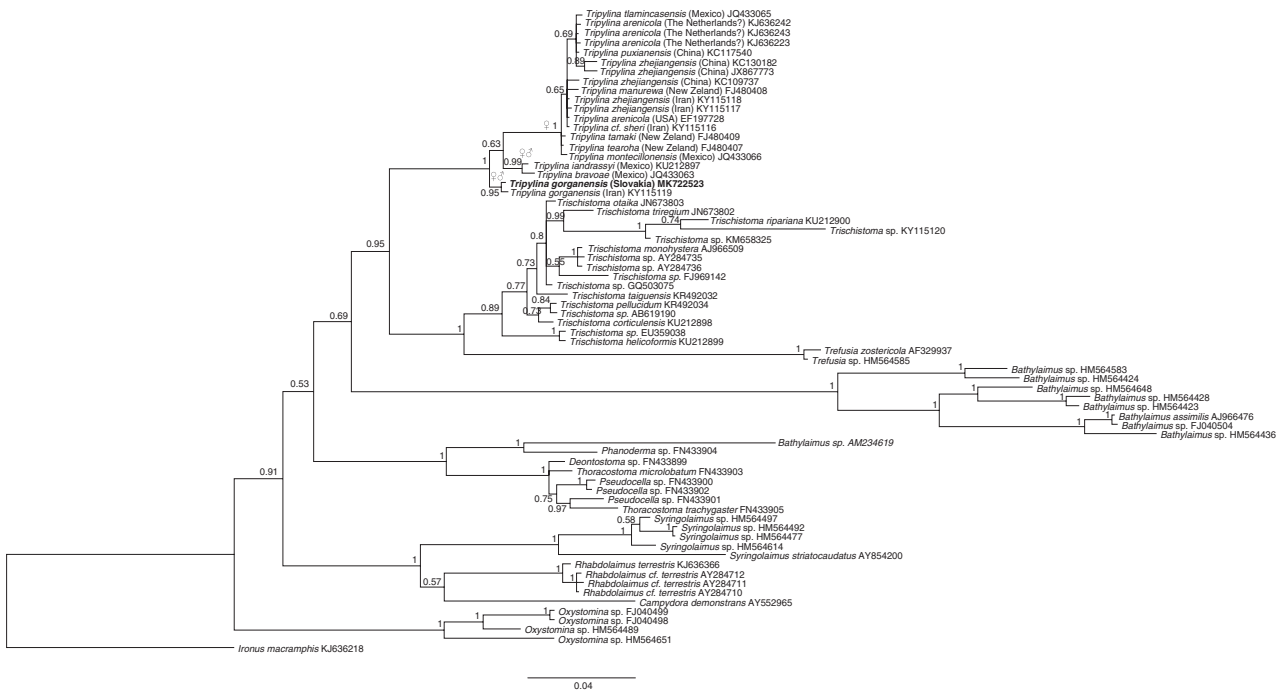 Tripylina tlamincasensis (Mexico) JQ433065
Tripylina arenicola (The Netherlands?) KJ636242
Tripylina arenicola (The Netherlands?) KJ636243
0.69
Tripylina arenicola (The Netherlands?) KJ636223
Tripylina puxianensis (China) KC117540
0.89
Tripylina zhejiangensis (China) KC130182
Tripylina zhejiangensis (China) JX867773
Tripylina zhejiangensis (China) KC109737
0.65
Tripylina manurewa (New Zeland) FJ480408
Tripylina zhejiangensis (Iran) KY115118
Tripylina zhejiangensis (Iran) KY115117
Tripylina arenicola (USA) EF197728
♀ 1
Tripylina cf. sheri (Iran) KY115116
Tripylina tamaki (New Zeland) FJ480409
0.63
Tripylina tearoha (New Zeland) FJ480407
♀♂
Tripylina montecillonensis (Mexico) JQ433066
1
0.99
Tripylina iandrassyi (Mexico) KU212897
Tripylina bravoae (Mexico) JQ433063
♀♂
Tripylina gorganensis (Slovakia) MK722523
0.95
Tripylina gorganensis (Iran) KY115119
Trischistoma otaika JN673803
0.99
Trischistoma triregium JN673802
0.74
Trischistoma ripariana KU212900
Trischistoma sp. KY115120
1
0.8
Trischistoma sp. KM658325
0.95
Trischistoma monohystera AJ966509
1
Trischistoma sp. AY284735
0.55
0.73
Trischistoma sp. AY284736
Trischistoma sp. FJ969142
Trischistoma sp. GQ503075
0.77
Trischistoma taiguensis KR492032
0.84
Trischistoma pellucidum KR492034
0.73
Trischistoma sp. AB619190
0.89
Trischistoma corticulensis KU212898
1
Trischistoma sp. EU359038
1
Trischistoma helicoformis KU212899
0.69
1
Trefusia zostericola AF329937
Trefusia sp. HM564585
1
Bathylaimus sp. HM564583
Bathylaimus sp. HM564424
1
1
Bathylaimus sp. HM564648
1
Bathylaimus sp. HM564428
0.53
Bathylaimus sp. HM564423
1
1
Bathylaimus assimilis AJ966476
1
Bathylaimus sp. FJ040504
Bathylaimus sp. HM564436
1
Bathylaimus sp. AM234619
Phanoderma sp. FN433904
1
Deontostoma sp. FN433899
1
Thoracostoma microlobatum FN433903
0.91
1
Pseudocella sp. FN433900
Pseudocella sp. FN433902
0.75
Pseudocella sp. FN433901
0.97
Thoracostoma trachygaster FN433905
0.58
Syringolaimus sp. HM564497
1
Syringolaimus sp. HM564492
1
Syringolaimus sp. HM564477
1
Syringolaimus sp. HM564614
Syringolaimus striatocaudatus AY854200
1
Rhabdolaimus terrestris KJ636366
1
Rhabdolaimus cf. terrestris AY284712
1
0.57
Rhabdolaimus cf. terrestris AY284711
Rhabdolaimus cf. terrestris AY284710
Campydora demonstrans AY552965
1
Oxystomina sp. FJ040499
1
Oxystomina sp. FJ040498
1
Oxystomina sp. HM564489
Oxystomina sp. HM564651
Ironus macramphis KJ636218
0.04